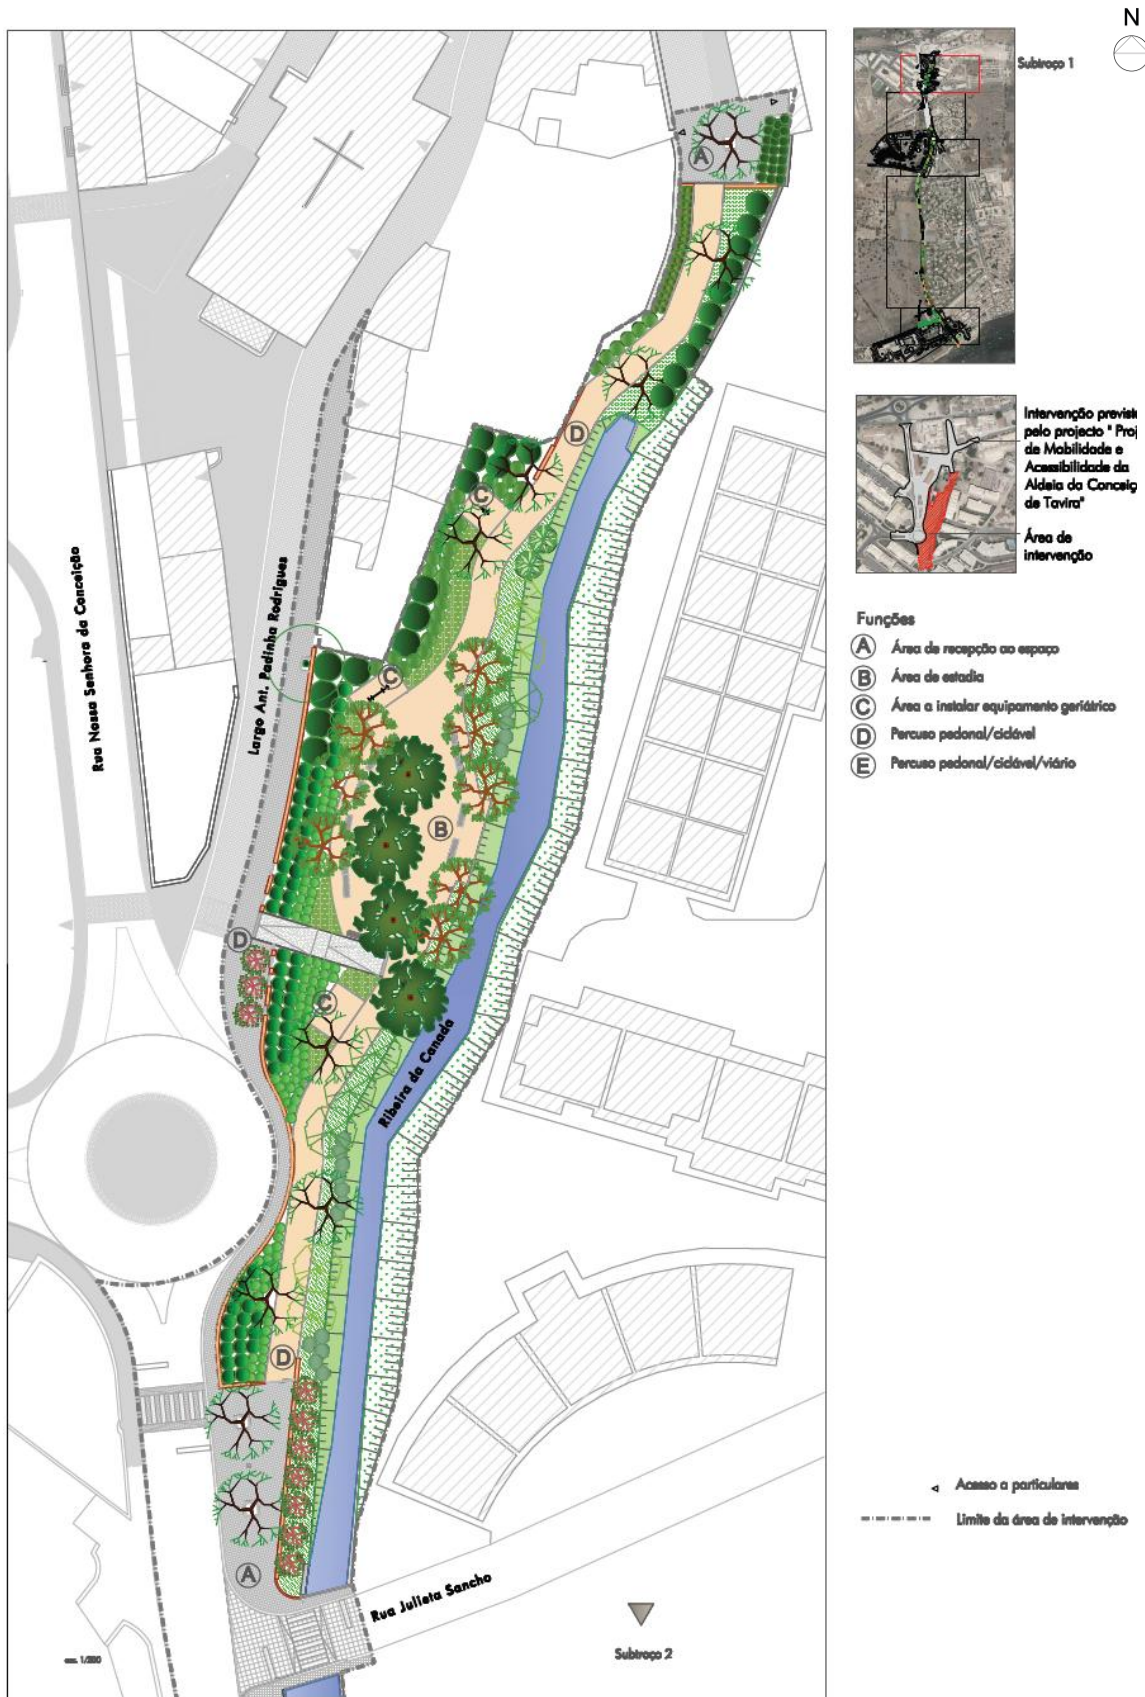 N
Subtroço 1
Intervenção prevista
pelo projecto " Proj
de Mobilidade e
Acessibilidade da
Aldeia da Conceiç
de Tavira"
Área de
intervenção
Funções
A Área de recepção ao espaço
B Área de estadia
C Área a instalar equipamento geriátrico
D Percuso pedonal/ciclável
E Percuso pedonal/ciclável/viário
A
D
C
C
B
D
C
D
A
Rua Nossa Senhora da Conceição
Largo Ant. Padinha Rodrigues
Ribeira da Canada
Rua Julieta Sancho
Subtroço 2
esc. 1/200
Acesso a particulares
Limite da área de intervenção